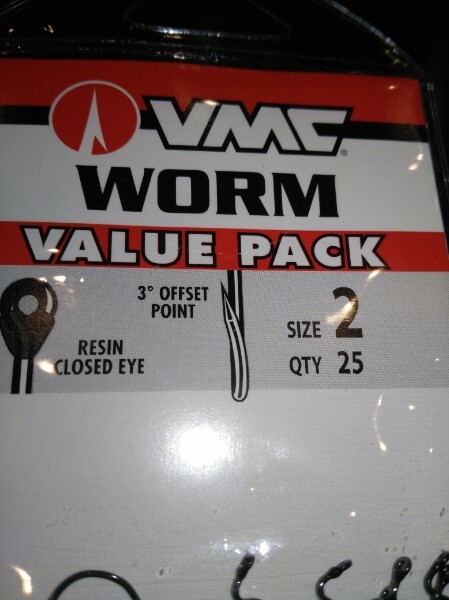 VMC®
WORM
VALUE PACK
3° OFFSET
POINT
RESIN
CLOSED EYE
SIZE 2
QTY 25